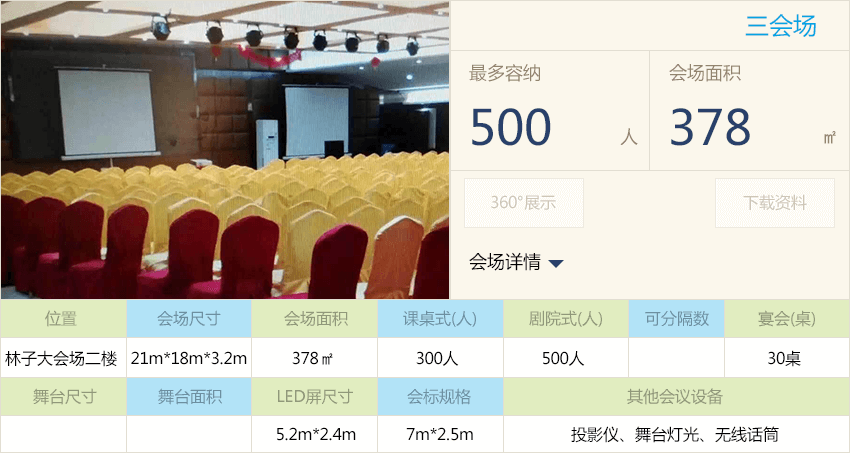 三会场
最多容纳 会场面积
500 人 378 ㎡
360°展示 下载资料
会场详情
位置 会场尺寸 会场面积 课桌式(人) 剧院式(人) 可分隔数 宴会(桌)
林子大会场二楼 21m*18m*3.2m 378㎡ 300人 500人 30桌
舞台尺寸 舞台面积 LED屏尺寸 会标规格 其他会议设备
5.2m*2.4m 7m*2.5m 投影仪、舞台灯光、无线话筒